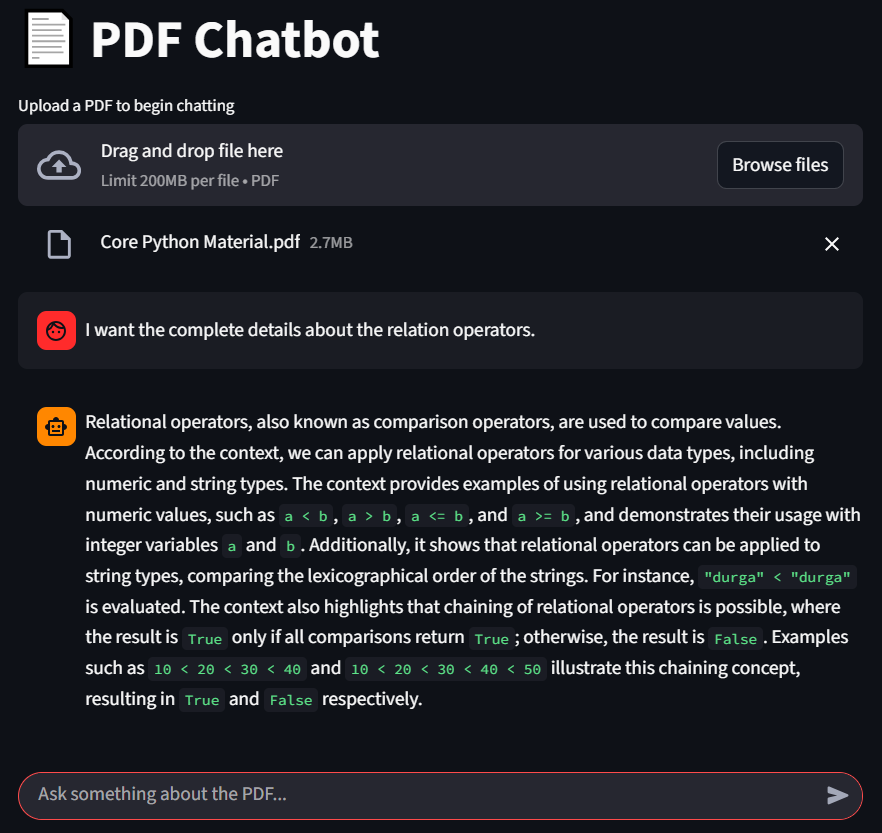 PDF Chatbot
Upload a PDF to begin chatting
Drag and drop file here
Limit 200MB per file • PDF
Browse files
Core Python Material.pdf 2.7MB
I want the complete details about the relation operators.
Relational operators, also known as comparison operators, are used to compare values.
According to the context, we can apply relational operators for various data types, including
numeric and string types. The context provides examples of using relational operators with
numeric values, such as a < b , a > b , a <= b , and a >= b , and demonstrates their usage with
integer variables a and b . Additionally, it shows that relational operators can be applied to
string types, comparing the lexicographical order of the strings. For instance, "durga" < "durga"
is evaluated. The context also highlights that chaining of relational operators is possible, where
the result is True only if all comparisons return True ; otherwise, the result is False . Examples
such as 10 < 20 < 30 < 40 and 10 < 20 < 30 < 40 < 50 illustrate this chaining concept,
resulting in True and False respectively.
Ask something about the PDF...